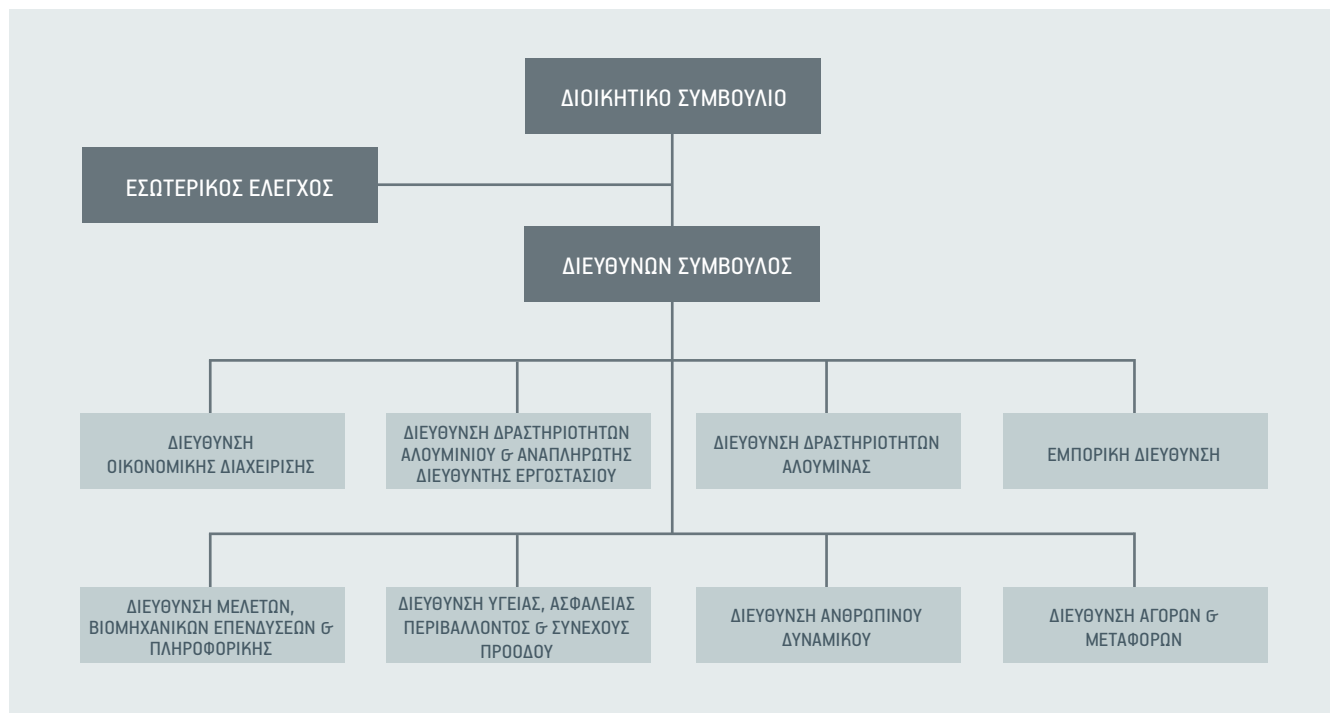 ΔΙΟΙΚΗΤΙΚΟ ΣΥΜΒΟΥΛΙΟ
ΕΣΩΤΕΡΙΚΟΣ ΕΛΕΓΧΟΣ
ΔΙΕΥΘΥΝΩΝ ΣΥΜΒΟΥΛΟΣ
ΔΙΕΥΘΥΝΣΗ
ΟΙΚΟΝΟΜΙΚΗΣ ΔΙΑΧΕΙΡΙΣΗΣ
ΔΙΕΥΘΥΝΣΗ ΔΡΑΣΤΗΡΙΟΤΗΤΩΝ
ΑΛΟΥΜΙΝΙΟΥ & ΑΝΑΠΛΗΡΩΤΗΣ
ΔΙΕΥΘΥΝΤΗΣ ΕΡΓΟΣΤΑΣΙΟΥ
ΔΙΕΥΘΥΝΣΗ ΔΡΑΣΤΗΡΙΟΤΗΤΩΝ
ΑΛΟΥΜΙΝΑΣ
ΕΜΠΟΡΙΚΗ ΔΙΕΥΘΥΝΣΗ
ΔΙΕΥΘΥΝΣΗ ΜΕΛΕΤΩΝ,
ΒΙΟΜΗΧΑΝΙΚΩΝ ΕΠΕΝΔΥΣΕΩΝ &
ΠΛΗΡΟΦΟΡΙΚΗΣ
ΔΙΕΥΘΥΝΣΗ ΥΓΕΙΑΣ, ΑΣΦΑΛΕΙΑΣ
ΠΕΡΙΒΑΛΛΟΝΤΟΣ & ΣΥΝΕΧΟΥΣ
ΠΡΟΟΔΟΥ
ΔΙΕΥΘΥΝΣΗ ΑΝΘΡΩΠΙΝΟΥ
ΔΥΝΑΜΙΚΟΥ
ΔΙΕΥΘΥΝΣΗ ΑΓΟΡΩΝ &
ΜΕΤΑΦΟΡΩΝ